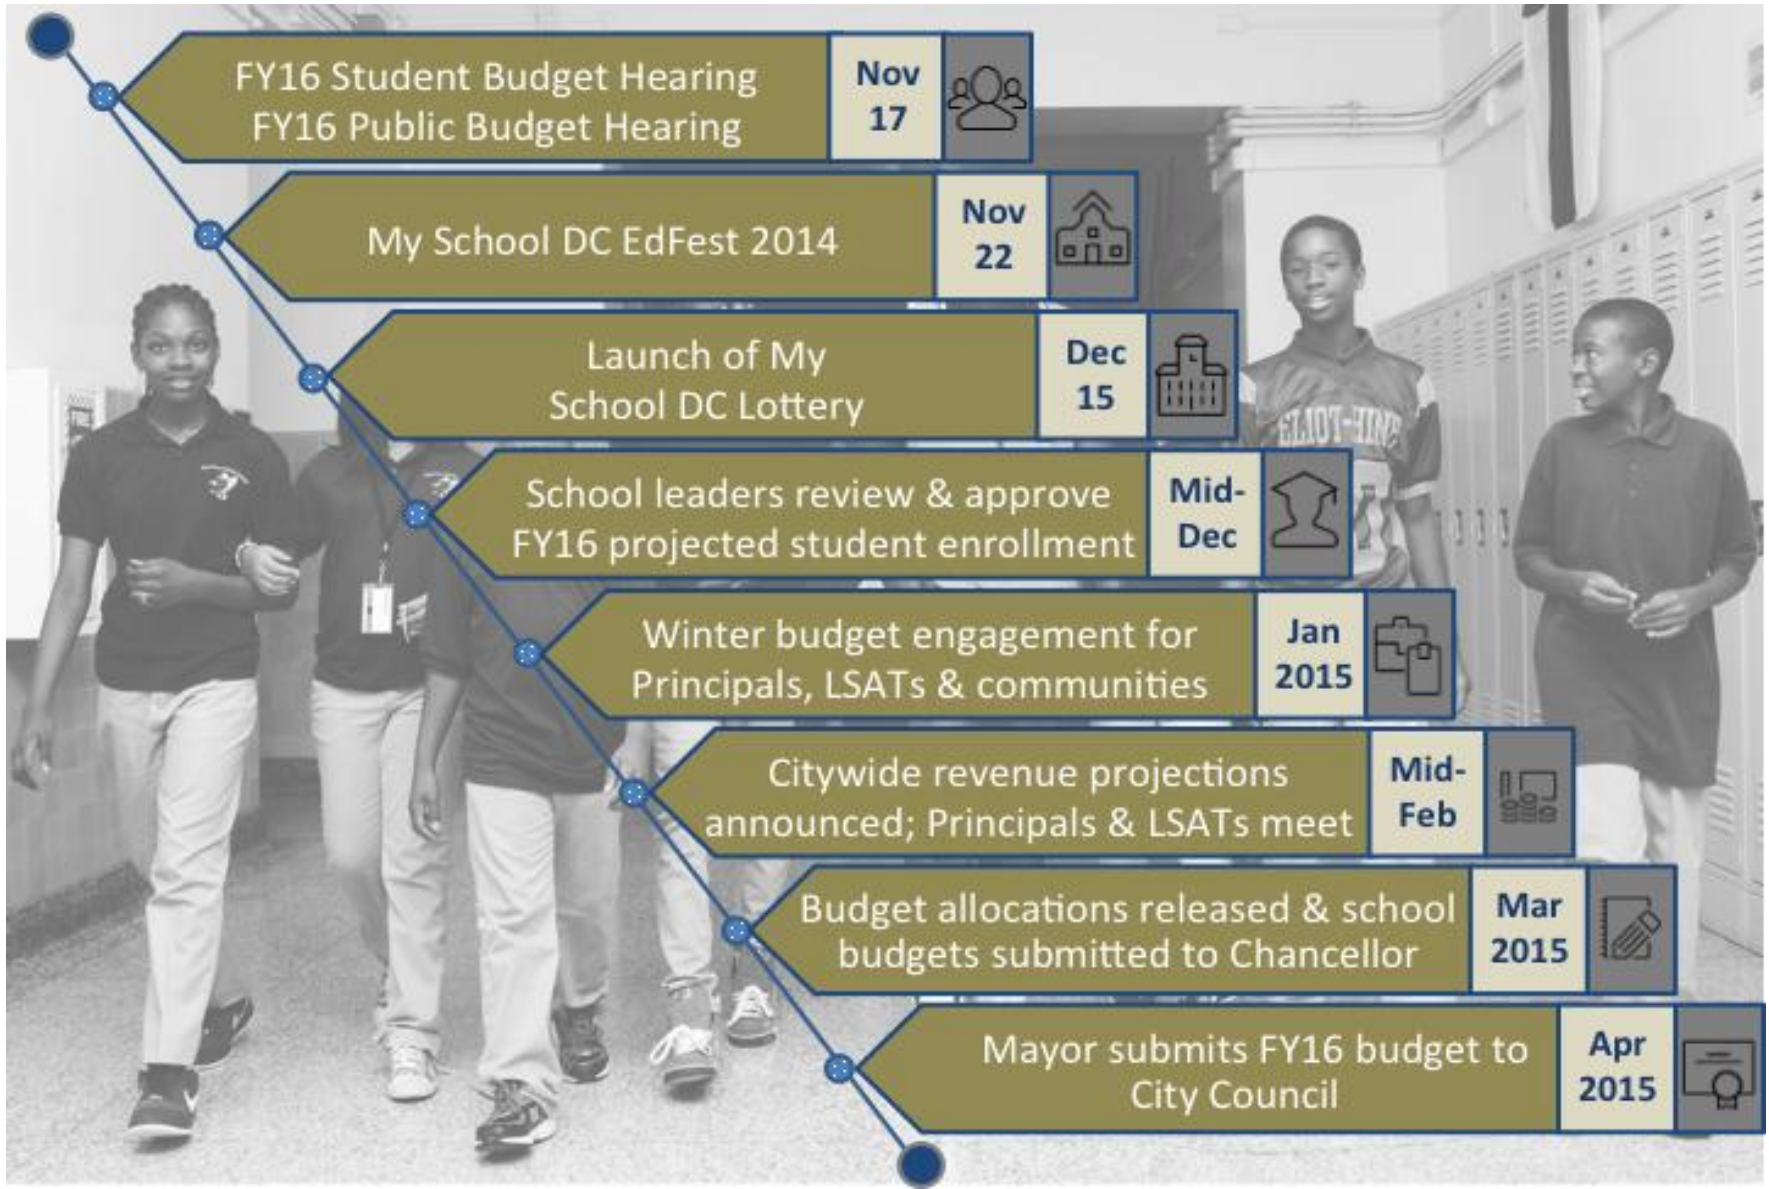 FY16 Student Budget Hearing
FY16 Public Budget Hearing
Nov
17
My School DC EdFest 2014
Nov
22
Launch of My
School DC Lottery
Dec
15
School leaders review & approve
FY16 projected student enrollment
Mid-
Dec
Winter budget engagement for
Principals, LSATs & communities
Jan
2015
Citywide revenue projections
announced; Principals & LSATs meet
Mid-
Feb
Budget allocations released & school
budgets submitted to Chancellor
Mar
2015
Mayor submits FY16 budget to
City Council
Apr
2015
ELIOT-HINE